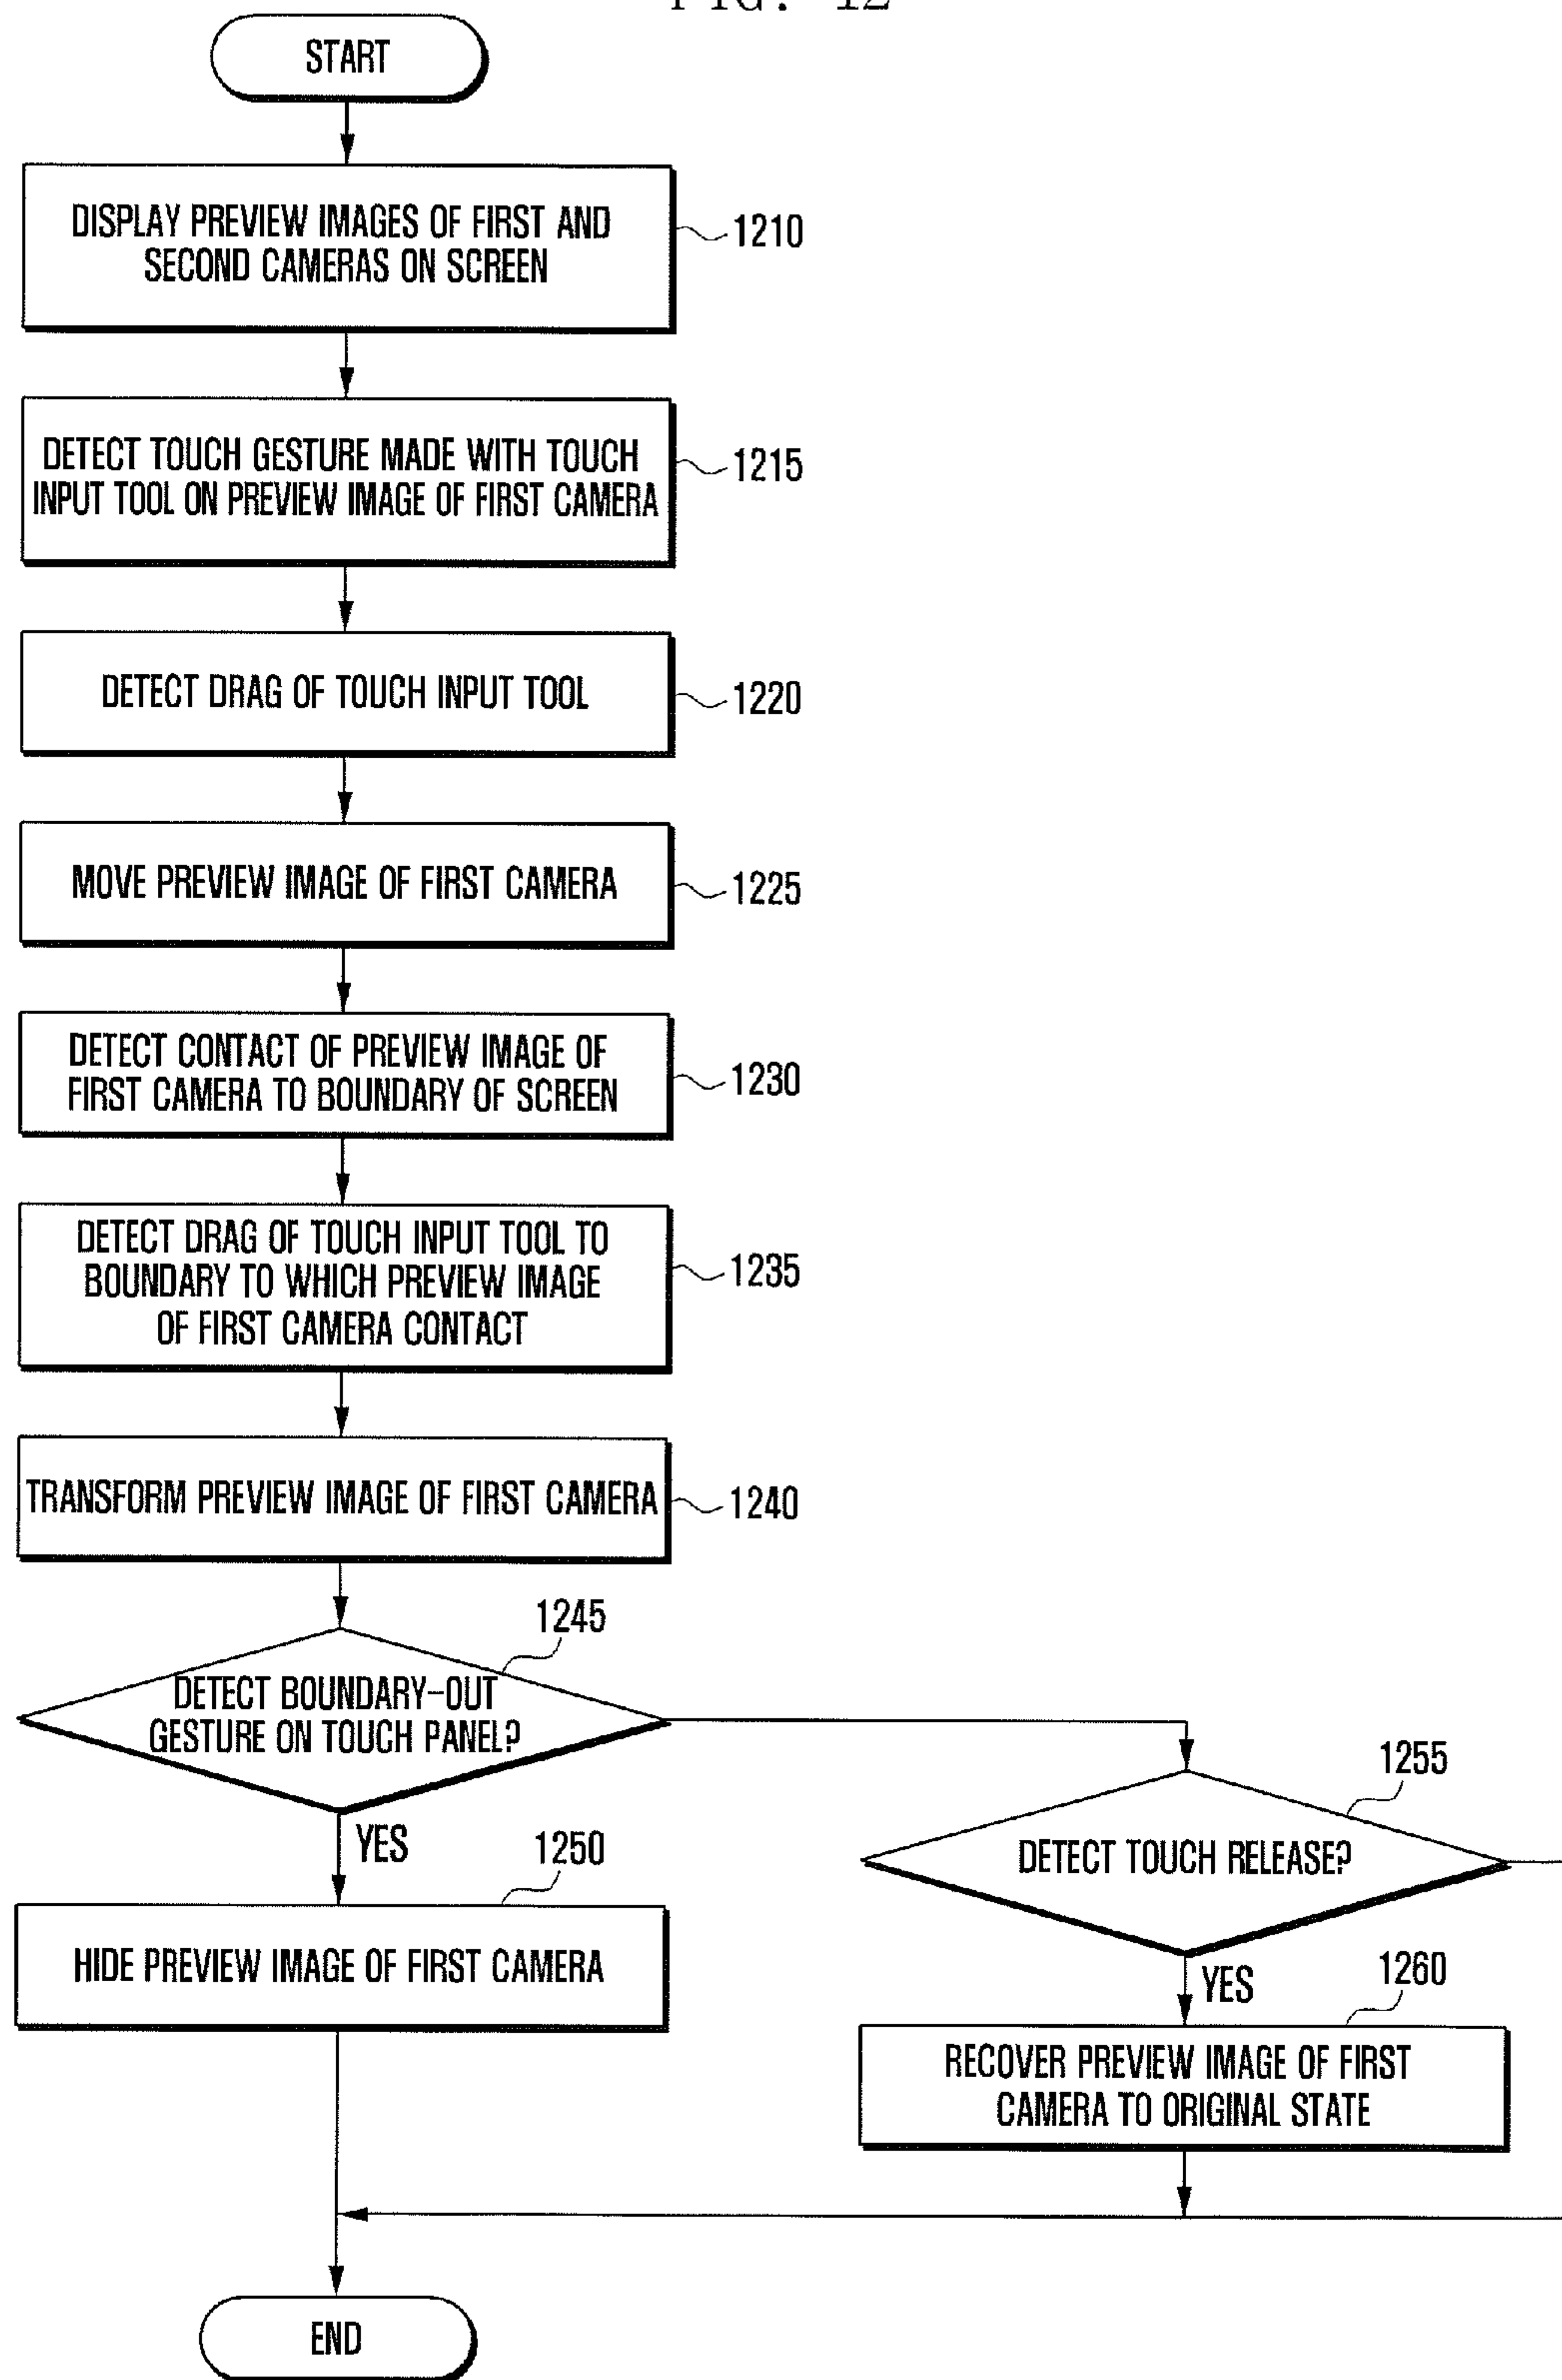 FIG. 12
START
DISPLAY PREVIEW IMAGES OF FIRST AND
SECOND CAMERAS ON SCREEN
1210
DETECT TOUCH GESTURE MADE WITH TOUCH
INPUT TOOL ON PREVIEW IMAGE OF FIRST CAMERA
1215
DETECT DRAG OF TOUCH INPUT TOOL
1220
MOVE PREVIEW IMAGE OF FIRST CAMERA
1225
DETECT CONTACT OF PREVIEW IMAGE OF
FIRST CAMERA TO BOUNDARY OF SCREEN
1230
DETECT DRAG OF TOUCH INPUT TOOL TO
BOUNDARY TO WHICH PREVIEW IMAGE
OF FIRST CAMERA CONTACT
1235
TRANSFORM PREVIEW IMAGE OF FIRST CAMERA
1240
1245
DETECT BOUNDARY-OUT
GESTURE ON TOUCH PANEL?
YES
1250
HIDE PREVIEW IMAGE OF FIRST CAMERA
1255
DETECT TOUCH RELEASE?
YES
1260
RECOVER PREVIEW IMAGE OF FIRST
CAMERA TO ORIGINAL STATE
END